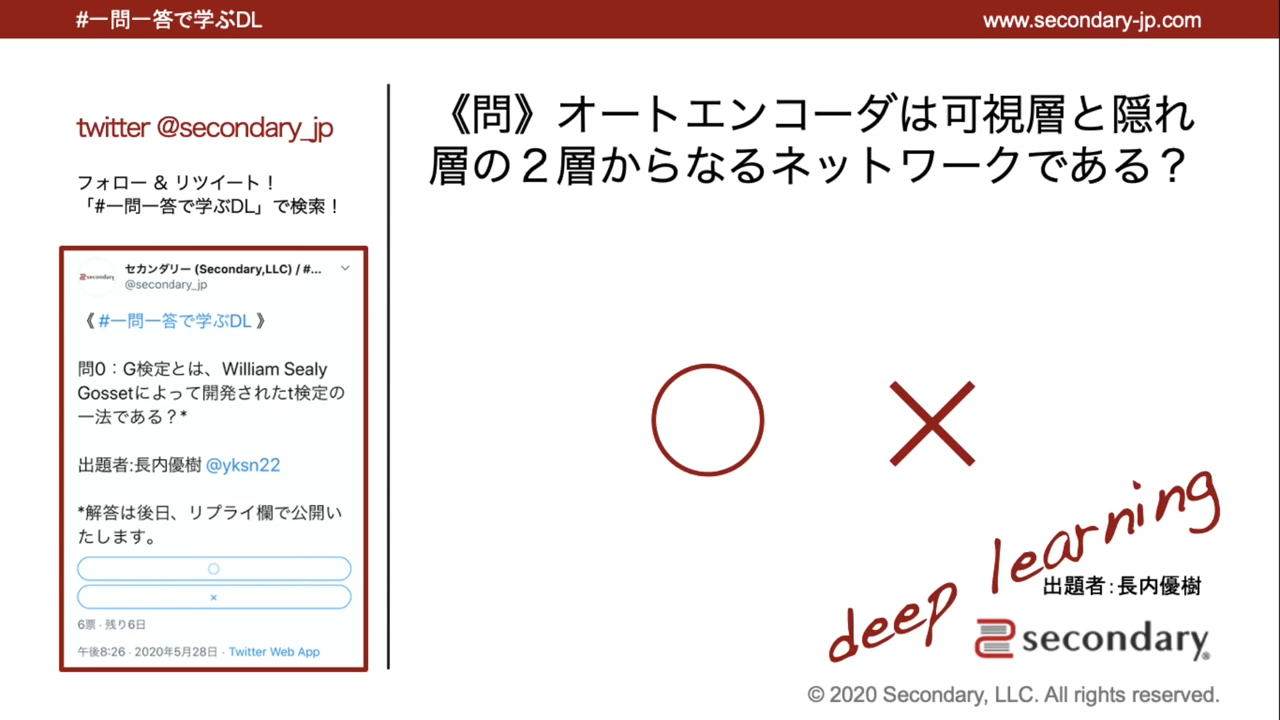 #一問一答で学ぶDL
www.secondary-jp.com
twitter @secondary_jp
フォロー & リツイート！
「#一問一答で学ぶDL」で検索！
secondary
セカンダリー (Secondary,LLC) / #...
@secondary_jp
《 #一問一答で学ぶDL 》
問0：G検定とは、William Sealy
Gossetによって開発されたt検定の
一法である？*
出題者:長内優樹 @yksn22
*解答は後日、リプライ欄で公開い
たします。
○
×
6票 · 残り6日
午後8:26 · 2020年5月28日 · Twitter Web App
《問》オートエンコーダは可視層と隠れ
層の２層からなるネットワークである？
○ ×
deep learning
出題者：長内優樹
secondary®
© 2020 Secondary, LLC. All rights reserved.